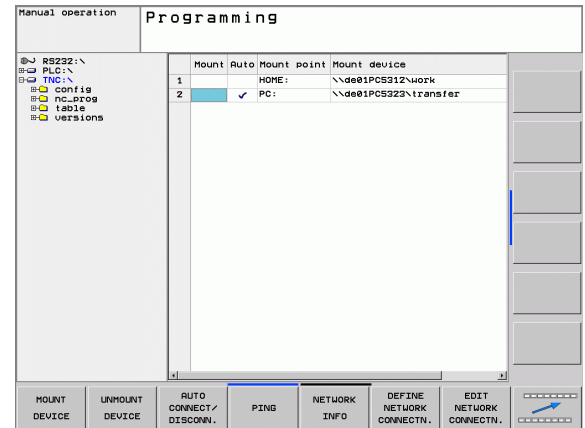 Manual operation
Programming
RS232:\
PLC:\
TNC:\
config
nc_prog
table
versions
Mount Auto Mount point Mount device
1 HOME: \\de01PC5312\work
2 PC: \\de01PC5323\transfer
MOUNT
DEVICE
UNMOUNT
DEVICE
AUTO
CONNECT/
DISCONN.
PING
NETWORK
INFO
DEFINE
NETWORK
CONNECTN.
EDIT
NETWORK
CONNECTN.